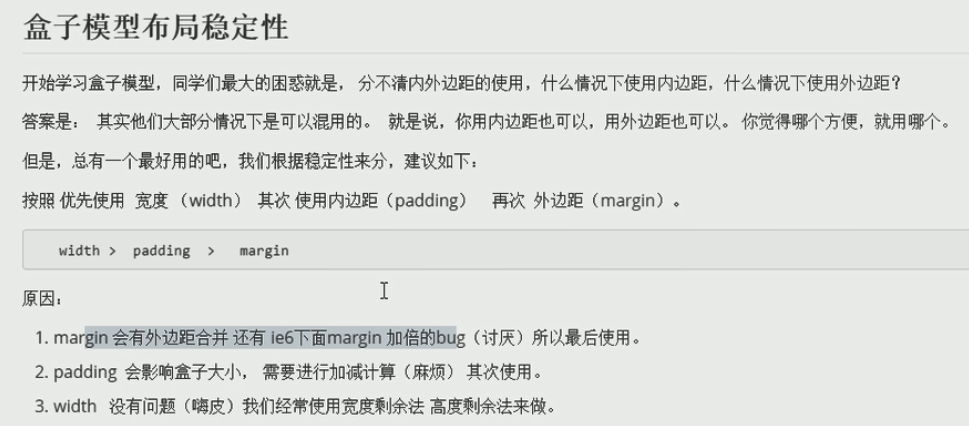 盒子模型布局稳定性
开始学习盒子模型，同学们最大的困惑就是， 分不清内外边距的使用，什么情况下使用内边距，什么情况下使用外边距？
答案是： 其实他们大部分情况下是可以混用的。 就是说，你用内边距也可以，用外边距也可以。 你觉得哪个方便，就用哪个。
但是，总有一个最好用的吧，我们根据稳定性来分，建议如下：
按照 优先使用 宽度 （width） 其次 使用内边距（padding） 再次 外边距（margin）。
width > padding > margin
原因：
1. margin 会有外边距合并 还有 ie6下面margin 加倍的bug（讨厌）所以最后使用。
2. padding 会影响盒子大小， 需要进行加减计算（麻烦） 其次使用。
3. width 没有问题（嗨皮）我们经常使用宽度剩余法 高度剩余法来做。